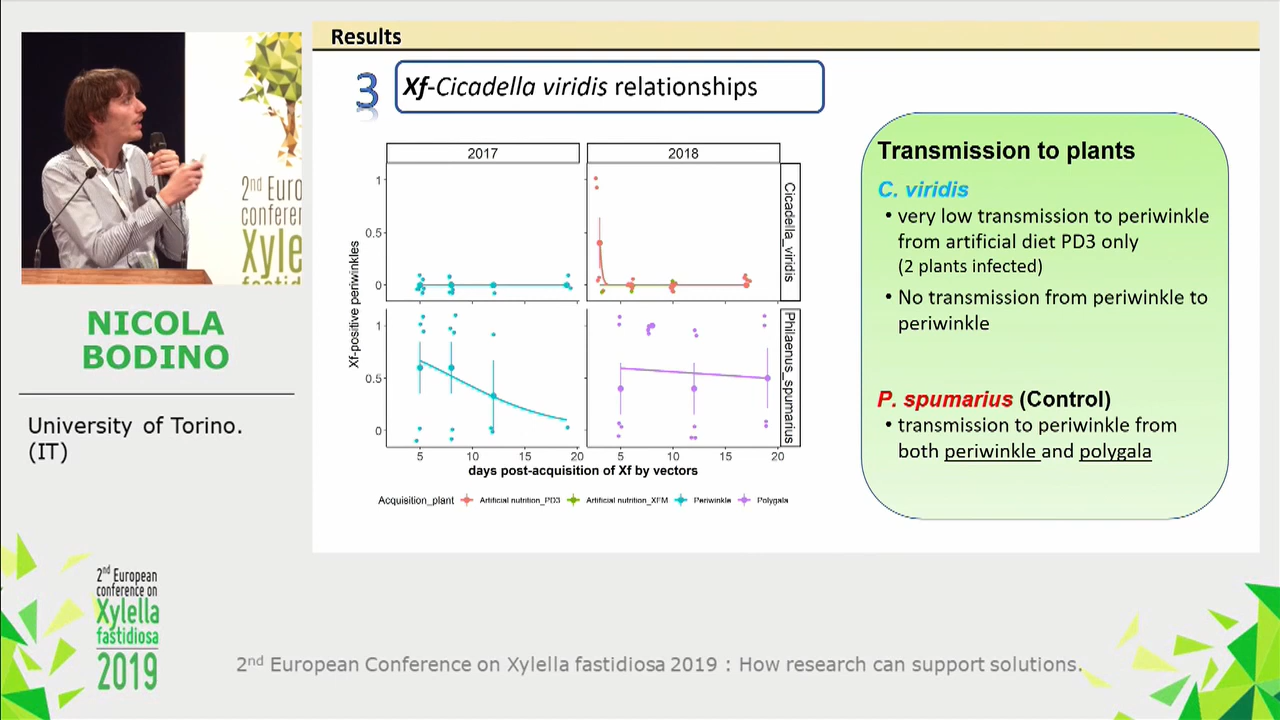 Results
3
Xf-Cicadella viridis relationships
2017
2018
1
0.5
0
Cicadella_viridis
Xf-positive periwinkles
1
0.5
0
Philaenus_spumarius
5
10
15
20
5
10
15
20
days post-acquisition of Xf by vectors
Acquisition_plant
Artificial nutrition_PD3
Artificial nutrition_XFM
Periwinkle
Polygala
Transmission to plants
C. viridis
• very low transmission to periwinkle
from artificial diet PD3 only
(2 plants infected)
• No transmission from periwinkle to
periwinkle
P. spumarius (Control)
• transmission to periwinkle from
both periwinkle and polygala
2nd Euro
conferen
Xyle
fastidi
NICOLA
BODINO
University of Torino.
(IT)
2nd European
conference on
Xylella
fastidiosa
2019
2nd European Conference on Xylella fastidiosa 2019 : How research can support solutions.